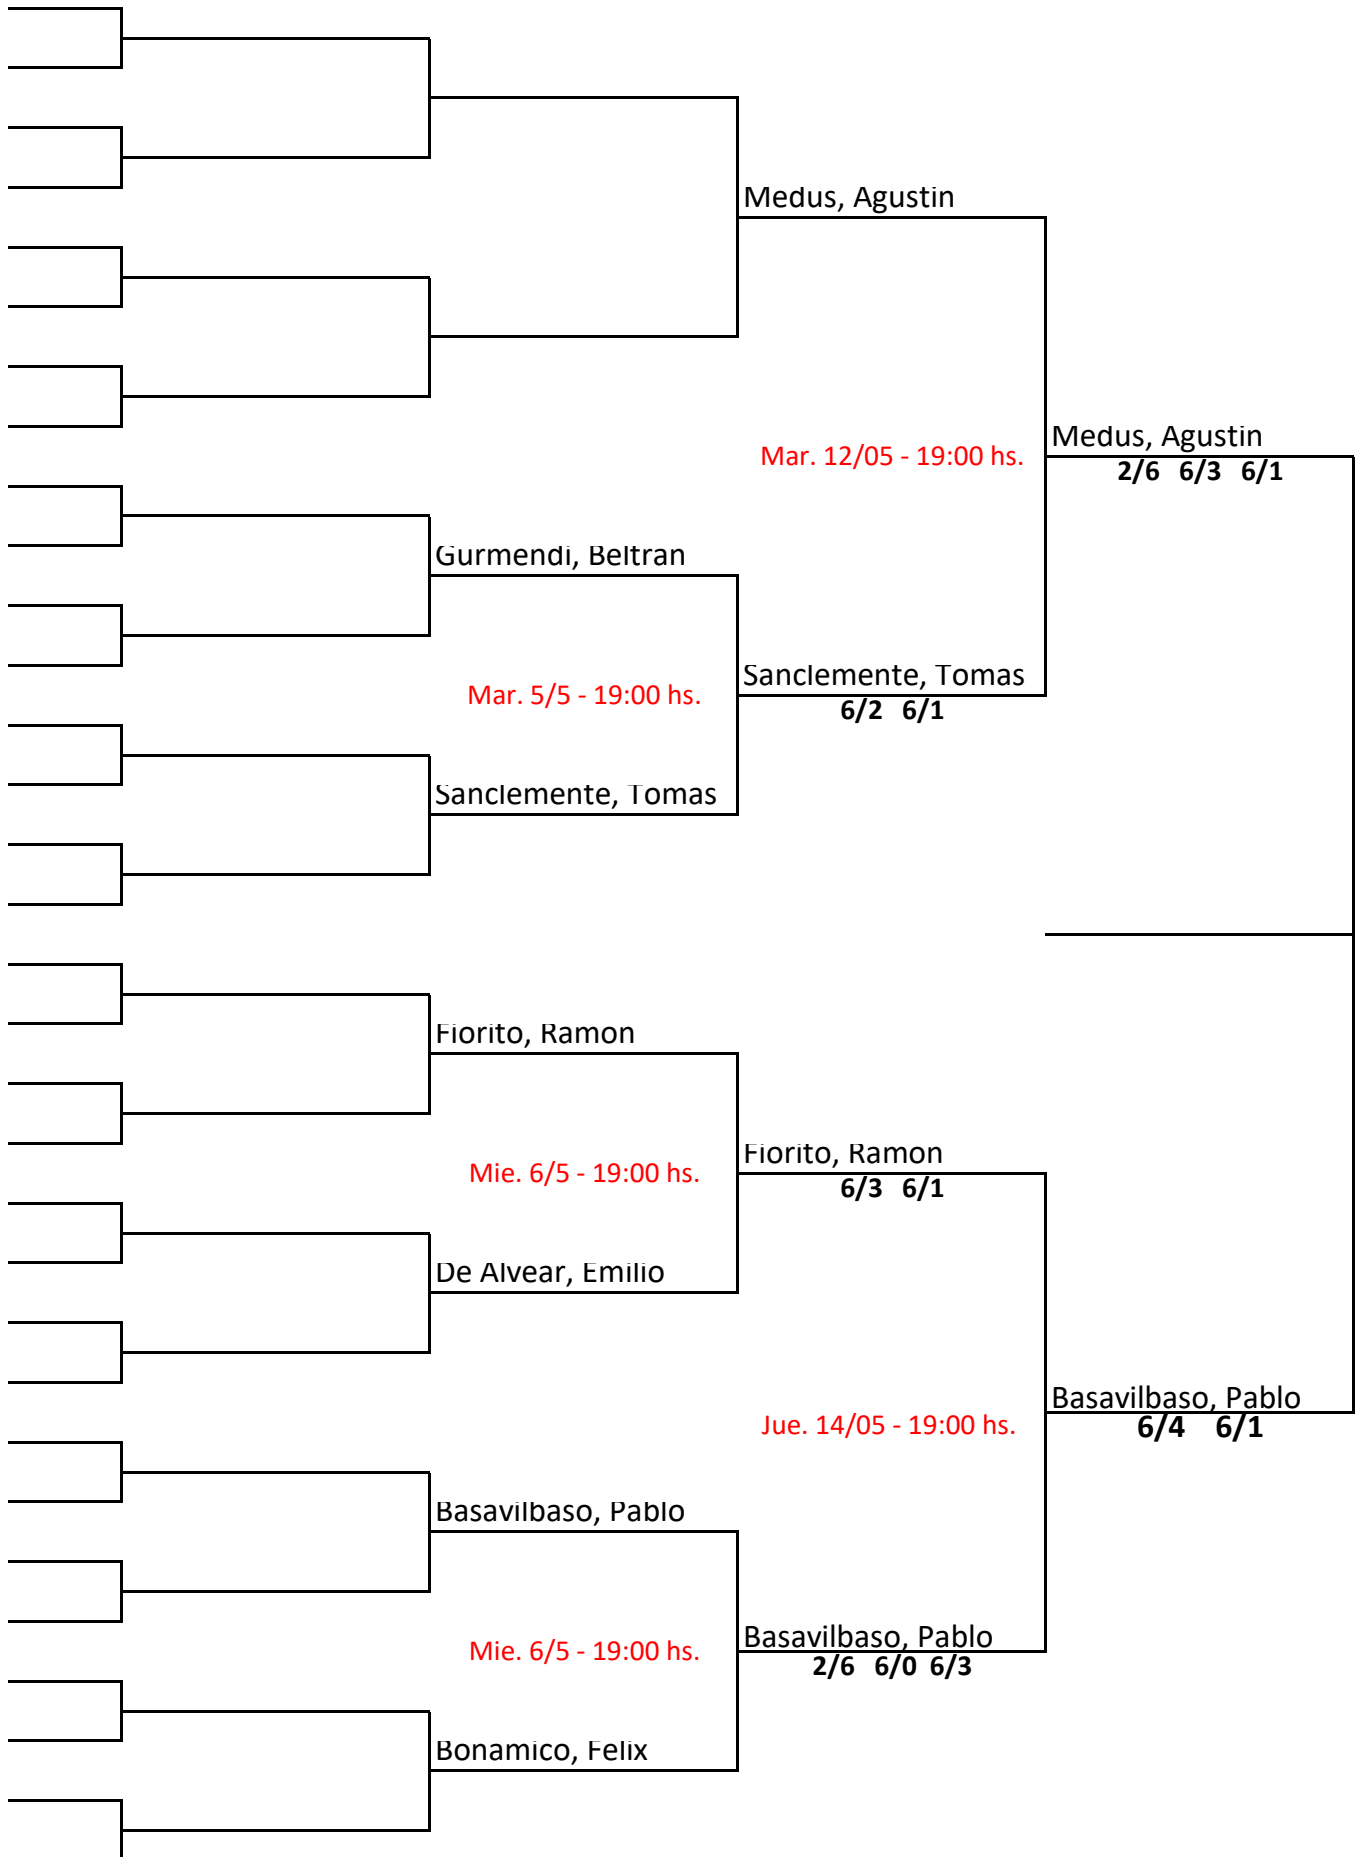 Medus, Agustin
Medus, Agustin
Mar. 12/05 - 19:00 hs.
2/6 6/3 6/1
Gurmendi, Beltran
Sanclemente, Tomas
Mar. 5/5 - 19:00 hs.
6/2 6/1
Sanclemente, Tomas
Fiorito, Ramon
Fiorito, Ramon
Mie. 6/5 - 19:00 hs.
6/3 6/1
De Alvear, Emilio
Basavilbaso, Pablo
Jue. 14/05 - 19:00 hs.
6/4 6/1
Basavilbaso, Pablo
Basavilbaso, Pablo
Mie. 6/5 - 19:00 hs.
2/6 6/0 6/3
Bonamico, Felix